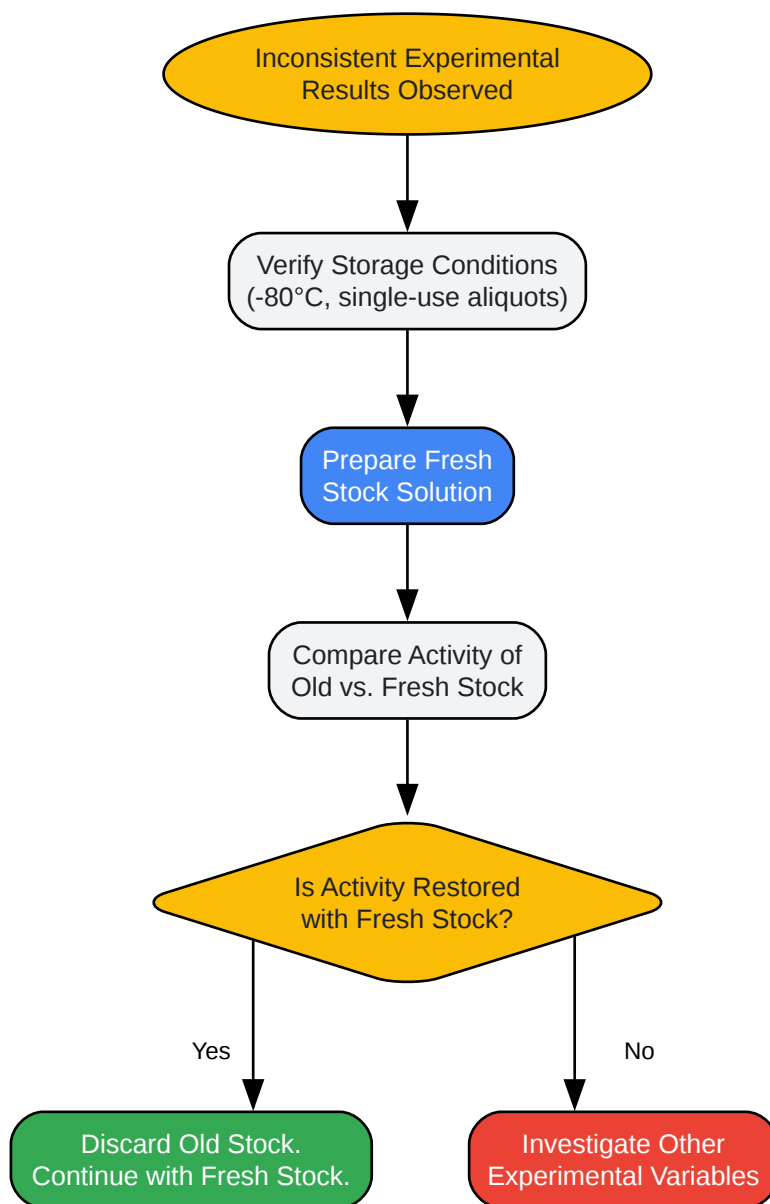 Inconsistent Experimental
Results Observed
Verify Storage Conditions
(-80°C, single-use aliquots)
Prepare Fresh
Stock Solution
Compare Activity of
Old vs. Fresh Stock
Is Activity Restored
with Fresh Stock?
Yes
No
Discard Old Stock.
Continue with Fresh Stock.
Investigate Other
Experimental Variables